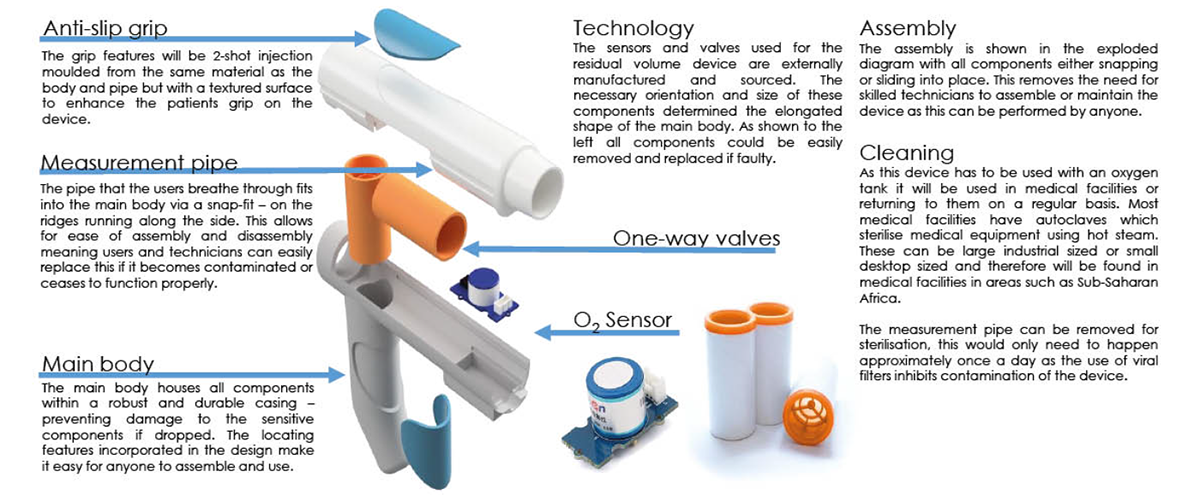 Anti-slip grip
The grip features will be 2-shot injection
moulded from the same material as the
body and pipe but with a textured surface
to enhance the patients grip on the
device.
Measurement pipe
The pipe that the users breathe through fits
into the main body via a snap-fit – on the
ridges running along the side. This allows
for ease of assembly and disassembly
meaning users and technicians can easily
replace this if it becomes contaminated or
ceases to function properly.
Main body
The main body houses all components
within a robust and durable casing –
preventing damage to the sensitive
components if dropped. The locating
features incorporated in the design make
it easy for anyone to assemble and use.
Technology
The sensors and valves used for the
residual volume device are externally
manufactured and sourced. The
necessary orientation and size of these
components determined the elongated
shape of the main body. As shown to the
left all components could be easily
removed and replaced if faulty.
One-way valves
O₂ Sensor
Assembly
The assembly is shown in the exploded
diagram with all components either snapping
or sliding into place. This removes the need for
skilled technicians to assemble or maintain the
device as this can be performed by anyone.
Cleaning
As this device has to be used with an oxygen
tank it will be used in medical facilities or
returning to them on a regular basis. Most
medical facilities have autoclaves which
sterilise medical equipment using hot steam.
These can be large industrial sized or small
desktop sized and therefore will be found in
medical facilities in areas such as Sub-Saharan
Africa.
The measurement pipe can be removed for
sterilisation, this would only need to happen
approximately once a day as the use of viral
filters inhibits contamination of the device.